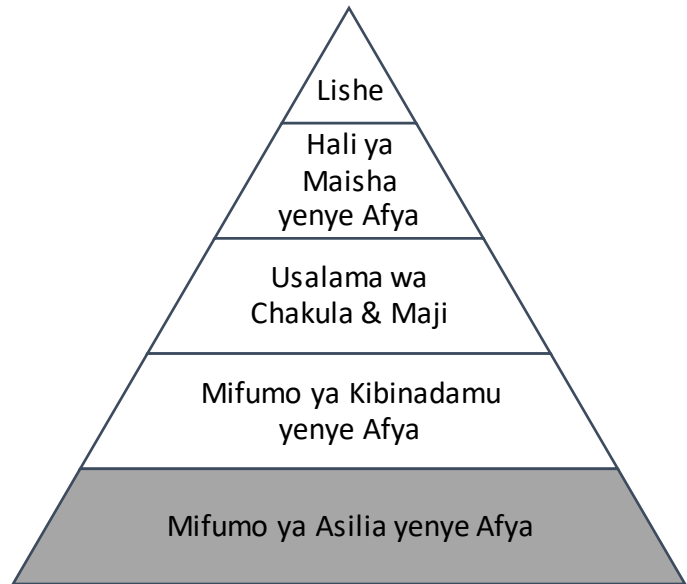 Lishe
Hali ya
Maisha
yenye Afya
Usalama wa
Chakula & Maji
Mifumo ya Kibinadamu
yenye Afya
Mifumo ya Asilia yenye Afya